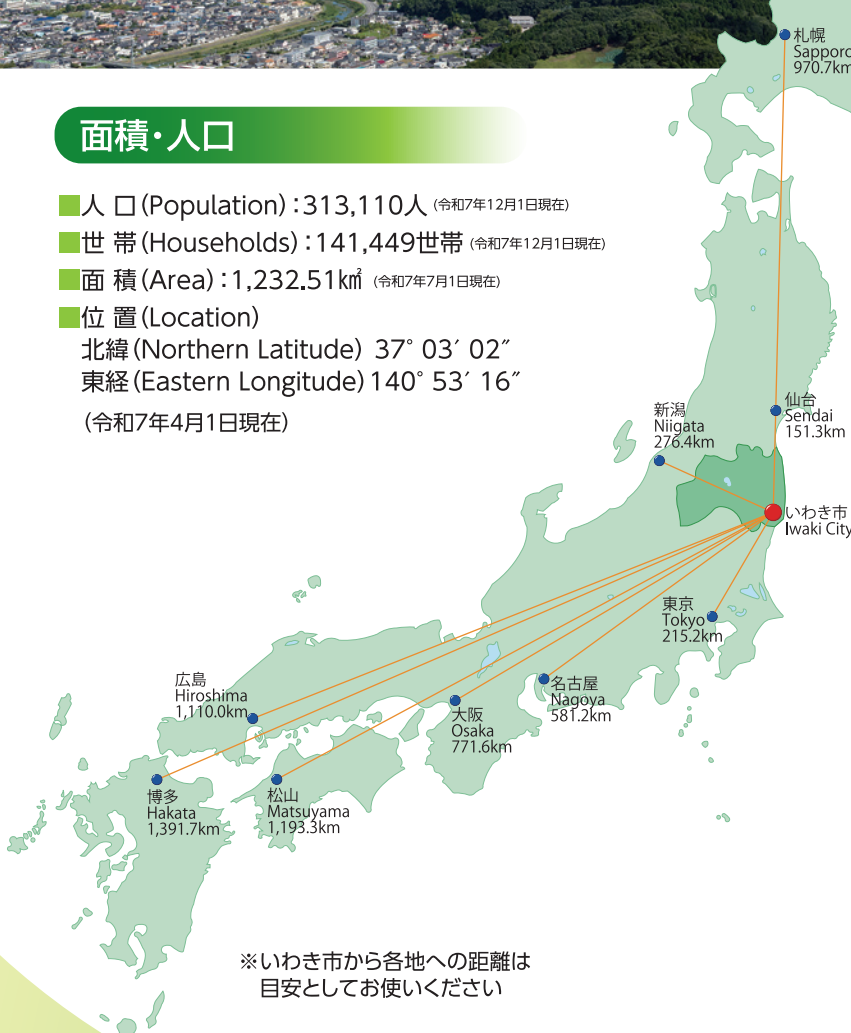 面積・人口
■人 口(Population):313,110人(令和7年12月1日現在)
■世 帯(Households):141,449世帯(令和7年12月1日現在)
■面 積(Area):1,232.51㎢(令和7年7月1日現在)
■位 置(Location)
北緯(Northern Latitude) 37° 03′ 02″
東経(Eastern Longitude)140° 53′ 16″
(令和7年4月1日現在)
札幌
Sapporo
970.7km
仙台
Sendai
151.3km
新潟
Niigata
276.4km
いわき市
Iwaki City
東京
Tokyo
215.2km
名古屋
Nagoya
581.2km
大阪
Osaka
771.6km
広島
Hiroshima
1,110.0km
博多
Hakata
1,391.7km
松山
Matsuyama
1,193.3km
※いわき市から各地への距離は
目安としてお使いください